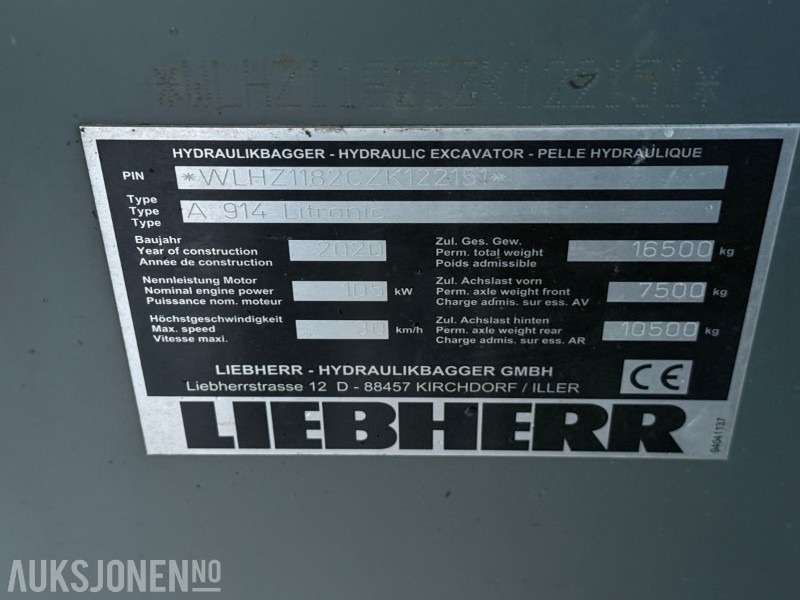 *WLHZ1182CZK122151*
HYDRAULIKBAGGER - HYDRAULIC EXCAVATOR - PELLE HYDRAULIQUE
PIN *WLHZ1182CZK122151*
Type
Type A 914 Litronic
Type
Baujahr
Year of construction 2020
Année de construction
Zul. Ges. Gew.
Perm. total weight 16500 kg
Poids admissible
Nennleistung Motor
Nominal engine power 105 kW
Puissance nom. moteur
Zul. Achslast vorn
Perm. axle weight front 7500 kg
Charge admis. sur ess. AV
Höchstgeschwindigkeit
Max. speed 30 km/h
Vitesse maxi.
Zul. Achslast hinten
Perm. axle weight rear 10500 kg
Charge admis. sur ess. AR
LIEBHERR - HYDRAULIKBAGGER GMBH
Liebherrstrasse 12 D - 88457 KIRCHDORF / ILLER
CE
LIEBHERR
94041137
AUKSJONEN.NO